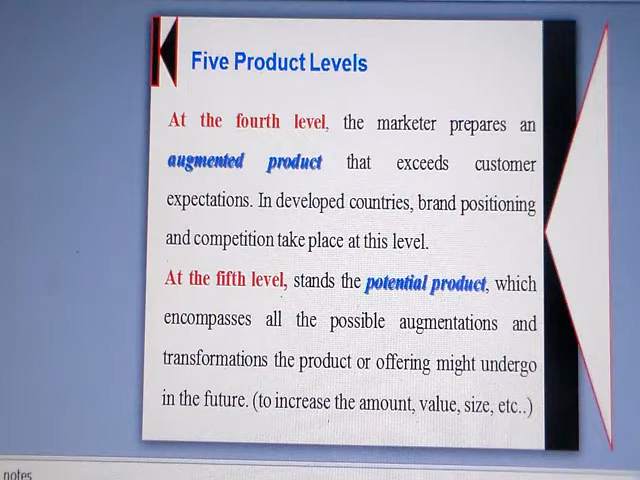 Five Product Levels
At the fourth level, the marketer prepares an
augmented product that exceeds customer
expectations. In developed countries, brand positioning
and competition take place at this level.
At the fifth level, stands the potential product, which
encompasses all the possible augmentations and
transformations the product or offering might undergo
in the future. (to increase the amount, value, size, etc..)
notes